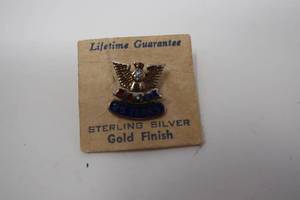 Lifetime Guarantee
STERLING SILVER
Gold Finish